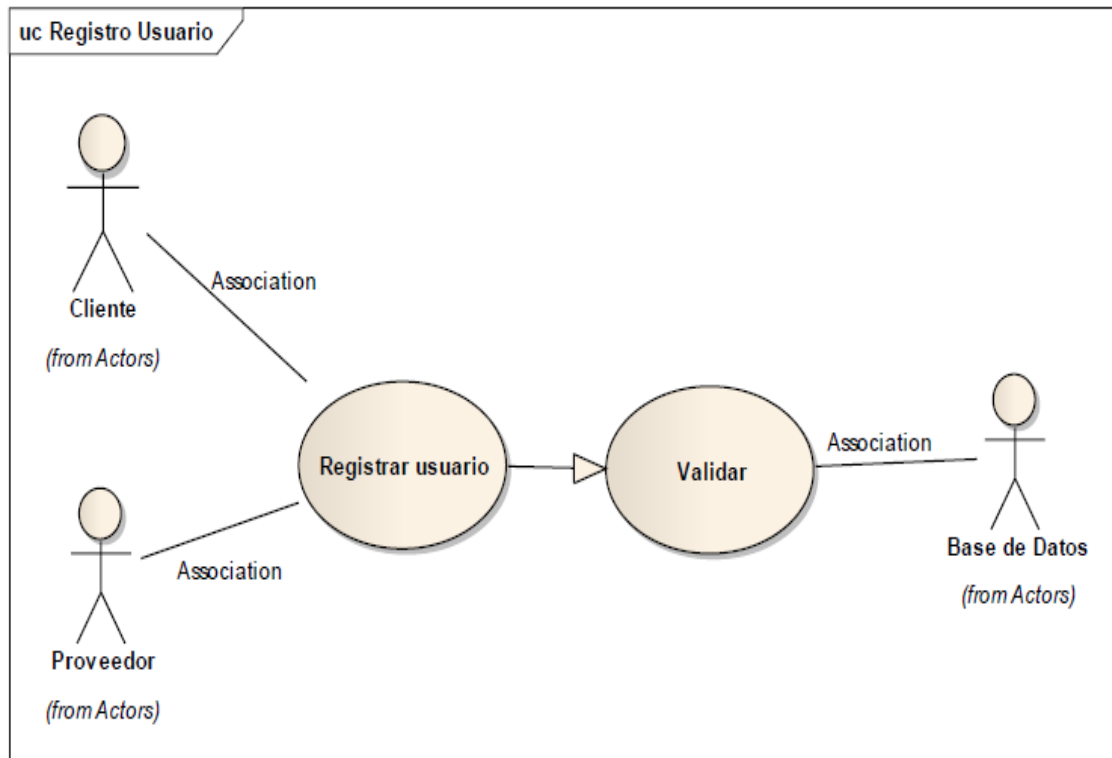 uc Registro Usuario
Association
Cliente
(from Actors)
Registrar usuario
Validar
Association
Base de Datos
(from Actors)
Association
Proveedor
(from Actors)